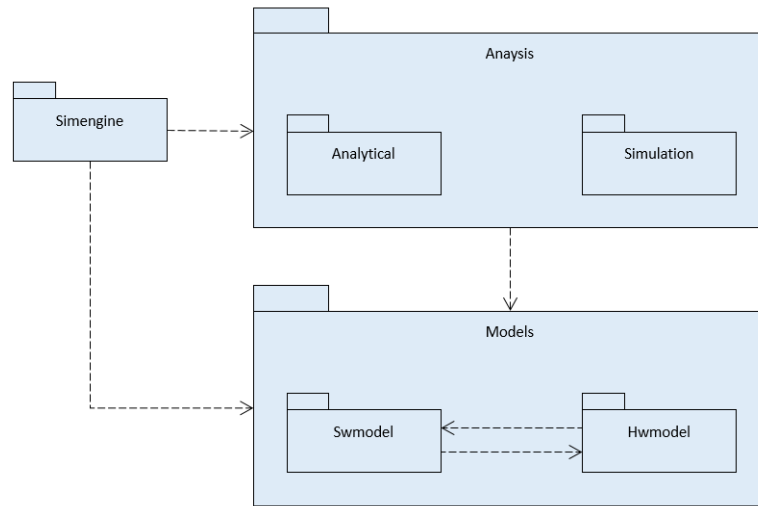 Anaysis
Simengine
Analytical
Simulation
Models
Swmodel
Hwmodel